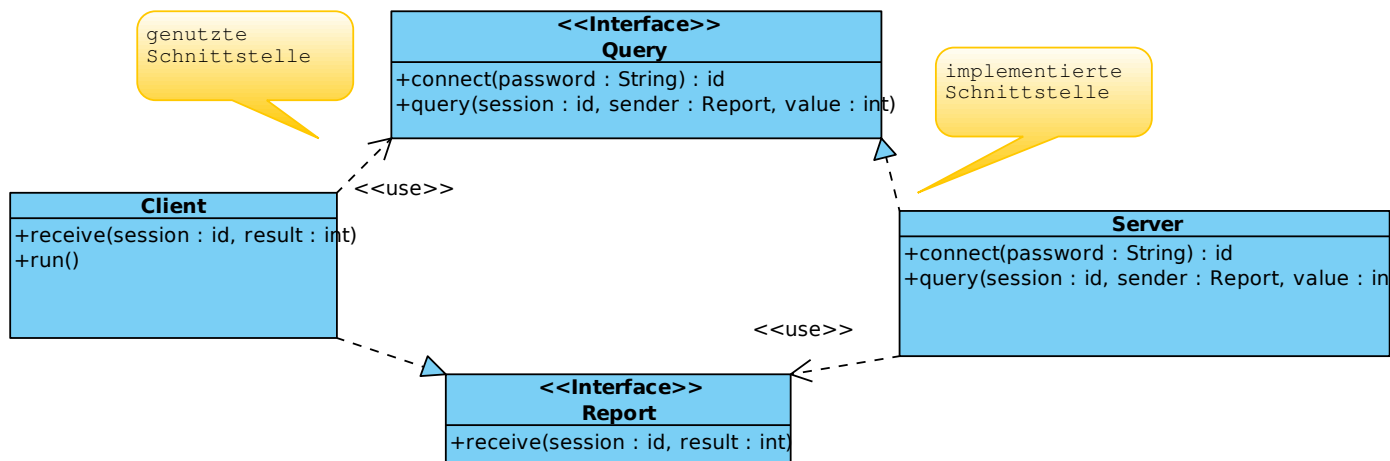 genutzte
Schnittstelle
<<Interface>>
Query
+connect(password : String) : id
+query(session : id, sender : Report, value : int)
implementierte
Schnittstelle
<<use>>
Client
+receive(session : id, result : int)
+run()
Server
+connect(password : String) : id
+query(session : id, sender : Report, value : in
<<use>>
<<Interface>>
Report
+receive(session : id, result : int)